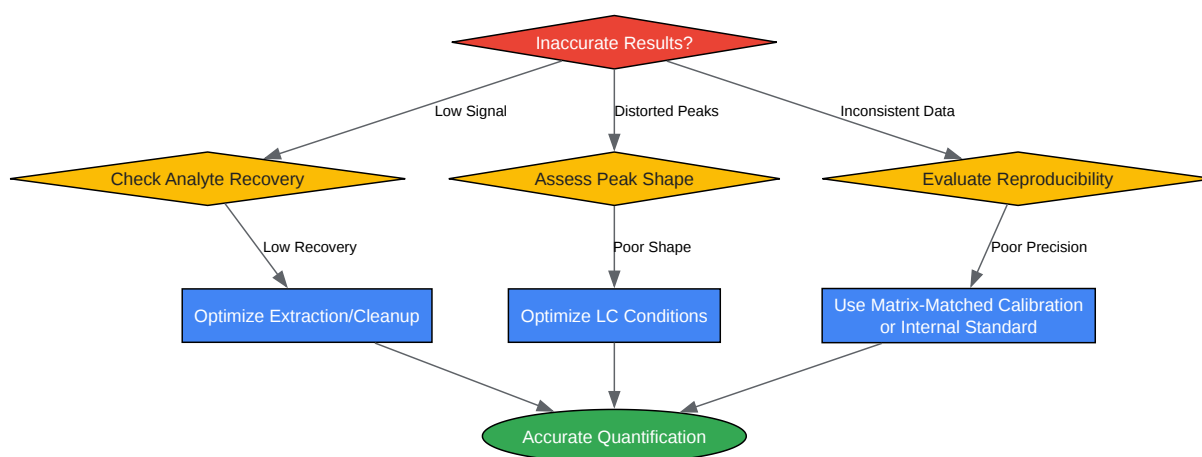 Inaccurate Results?
Low Signal
Distorted Peaks
Inconsistent Data
Check Analyte Recovery
Assess Peak Shape
Evaluate Reproducibility
Low Recovery
Poor Shape
Poor Precision
Optimize Extraction/Cleanup
Optimize LC Conditions
Use Matrix-Matched Calibration
or Internal Standard
Accurate Quantification